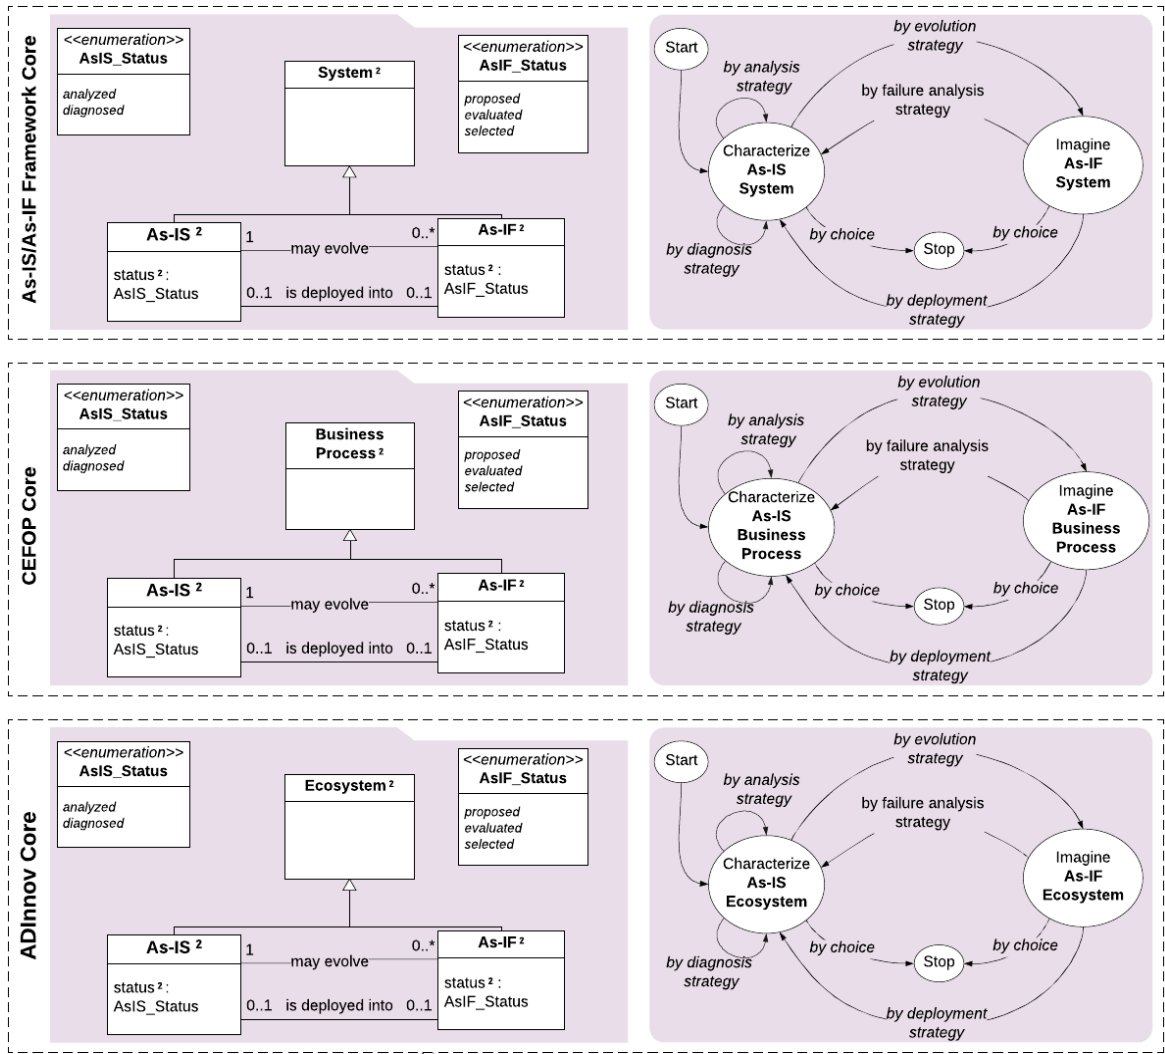 As-IS/As-IF Framework Core
<<enumeration>>
AsIS_Status
analyzed
diagnosed
System ²
<<enumeration>>
AsIF_Status
proposed
evaluated
selected
As-IS ²
status ² :
AsIS_Status
1
may evolve
0..*
0..1
is deployed into
0..1
As-IF ²
status ² :
AsIF_Status
Start
by analysis
strategy
by evolution
strategy
by failure analysis
strategy
Characterize
As-IS
System
Imagine
As-IF
System
by diagnosis
strategy
by choice
Stop
by choice
by deployment
strategy
CEFOP Core
<<enumeration>>
AsIS_Status
analyzed
diagnosed
Business
Process ²
<<enumeration>>
AsIF_Status
proposed
evaluated
selected
As-IS ²
status ² :
AsIS_Status
1
may evolve
0..*
0..1
is deployed into
0..1
As-IF ²
status ² :
AsIF_Status
Start
by analysis
strategy
by evolution
strategy
by failure analysis
strategy
Characterize
As-IS
Business
Process
Imagine
As-IF
Business
Process
by diagnosis
strategy
by choice
Stop
by choice
by deployment
strategy
ADInnov Core
<<enumeration>>
AsIS_Status
analyzed
diagnosed
Ecosystem ²
<<enumeration>>
AsIF_Status
proposed
evaluated
selected
As-IS ²
status ² :
AsIS_Status
1
may evolve
0..*
0..1
is deployed into
0..1
As-IF ²
status ² :
AsIF_Status
Start
by analysis
strategy
by evolution
strategy
by failure analysis
strategy
Characterize
As-IS
Ecosystem
Imagine
As-IF
Ecosystem
by diagnosis
strategy
by choice
Stop
by choice
by deployment
strategy